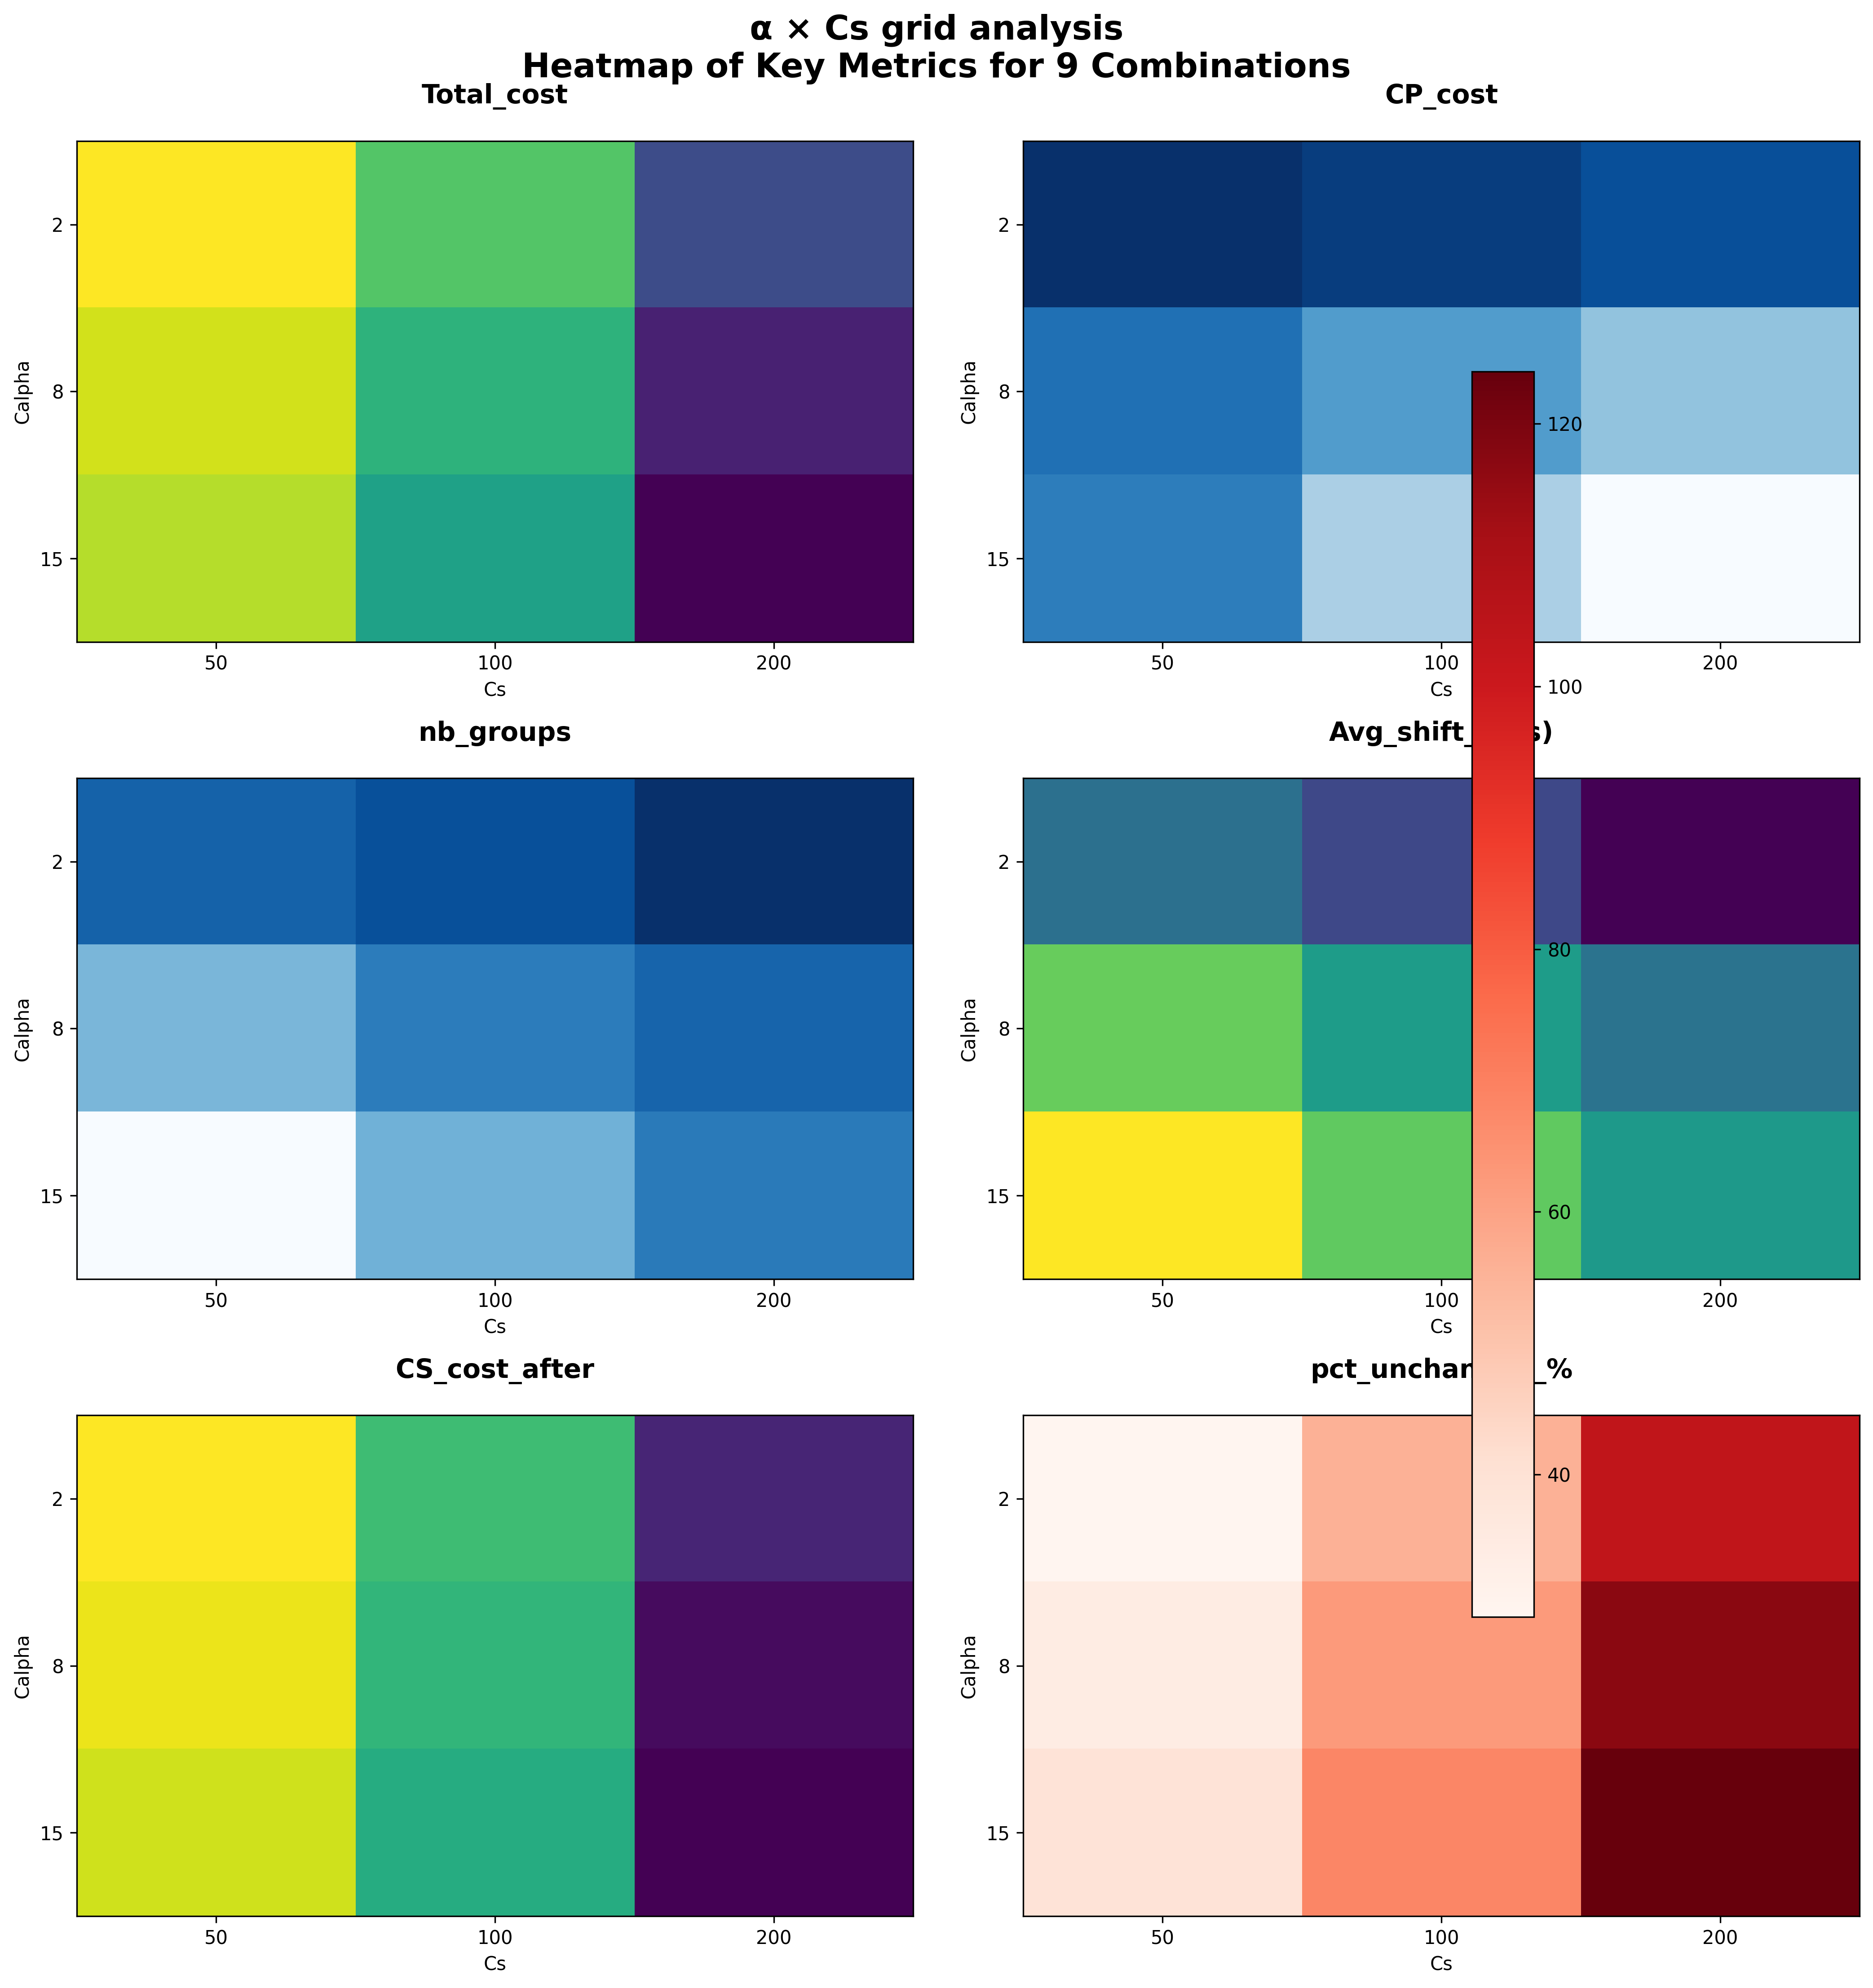 α × Cs grid analysis
Heatmap of Key Metrics for 9 Combinations
Total_cost
2
8
15
Calpha
50
100
200
Cs
CP_cost
2
8
15
Calpha
50
100
200
Cs
nb_groups
2
8
15
Calpha
50
100
200
Cs
Avg_shift_ s)
2
8
15
Calpha
50
100
200
Cs
CS_cost_after
2
8
15
Calpha
50
100
200
Cs
pct_unchan _%
2
8
15
Calpha
50
100
200
Cs
120
100
80
60
40